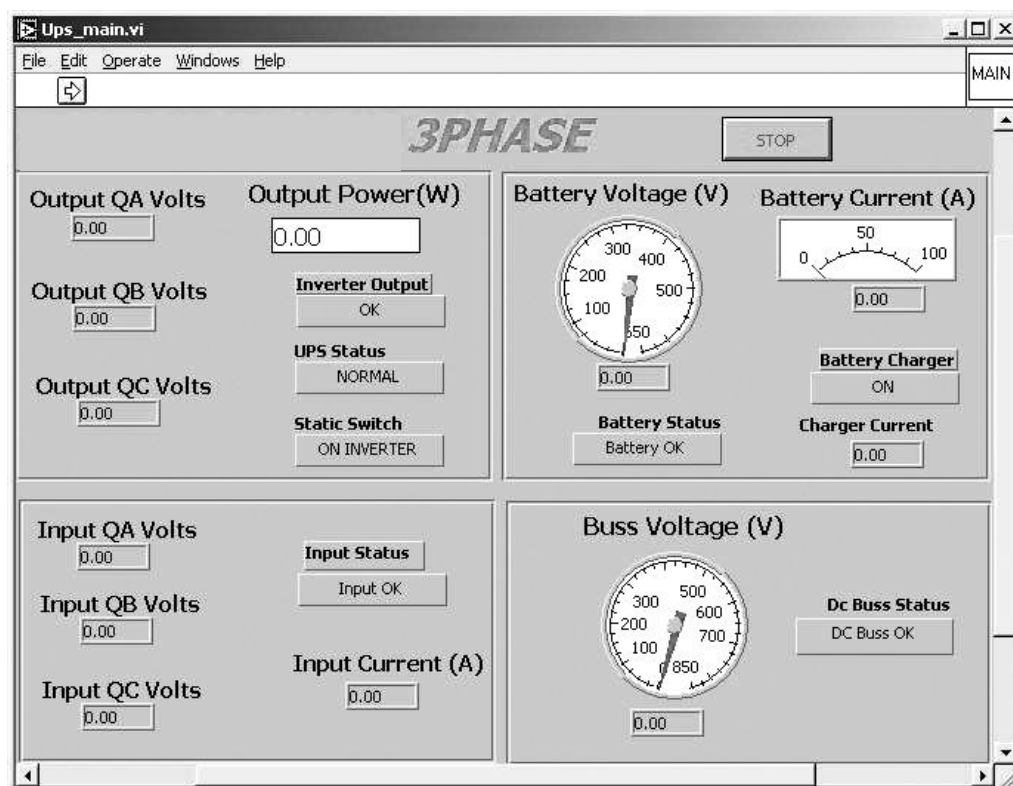 Ups_main.vi
File Edit Operate Windows Help
MAIN
3PHASE
STOP
Output QA Volts
0.00
Output QB Volts
0.00
Output QC Volts
0.00
Output Power(W)
0.00
Inverter Output
OK
UPS Status
NORMAL
Static Switch
ON INVERTER
Battery Voltage (V)
100
200
300
400
500
650
0.00
Battery Status
Battery OK
Battery Current (A)
0
50
100
0.00
Battery Charger
ON
Charger Current
0.00
Input QA Volts
0.00
Input QB Volts
0.00
Input QC Volts
0.00
Input Status
Input OK
Input Current (A)
0.00
Buss Voltage (V)
0
100
200
300
500
600
700
850
0.00
Dc Buss Status
DC Buss OK